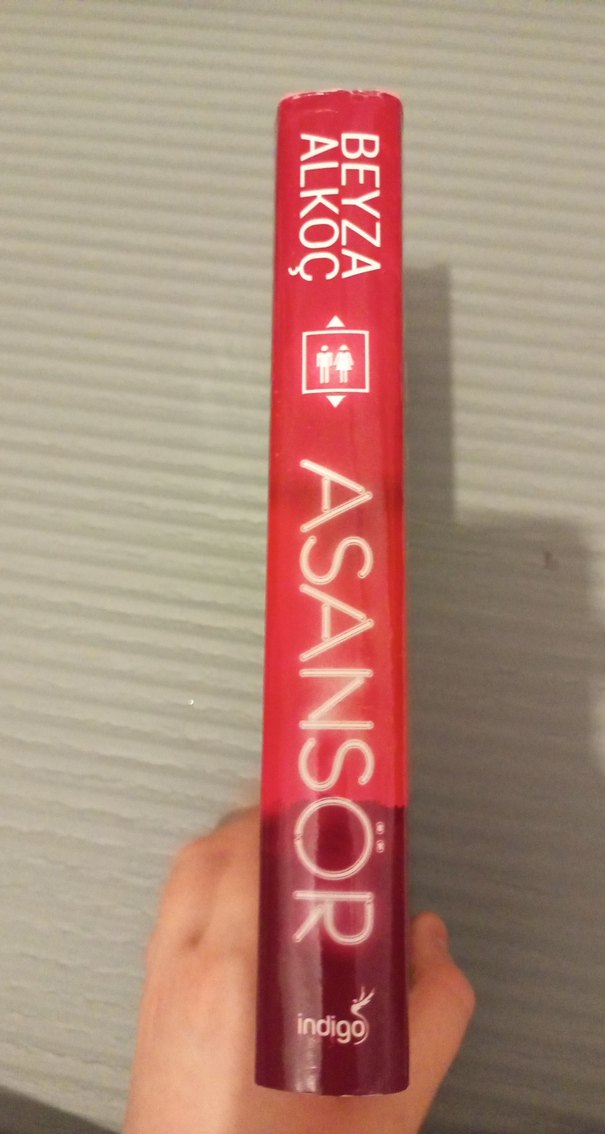 BEYZA
ALKOÇ
ASANSÖR
indigo